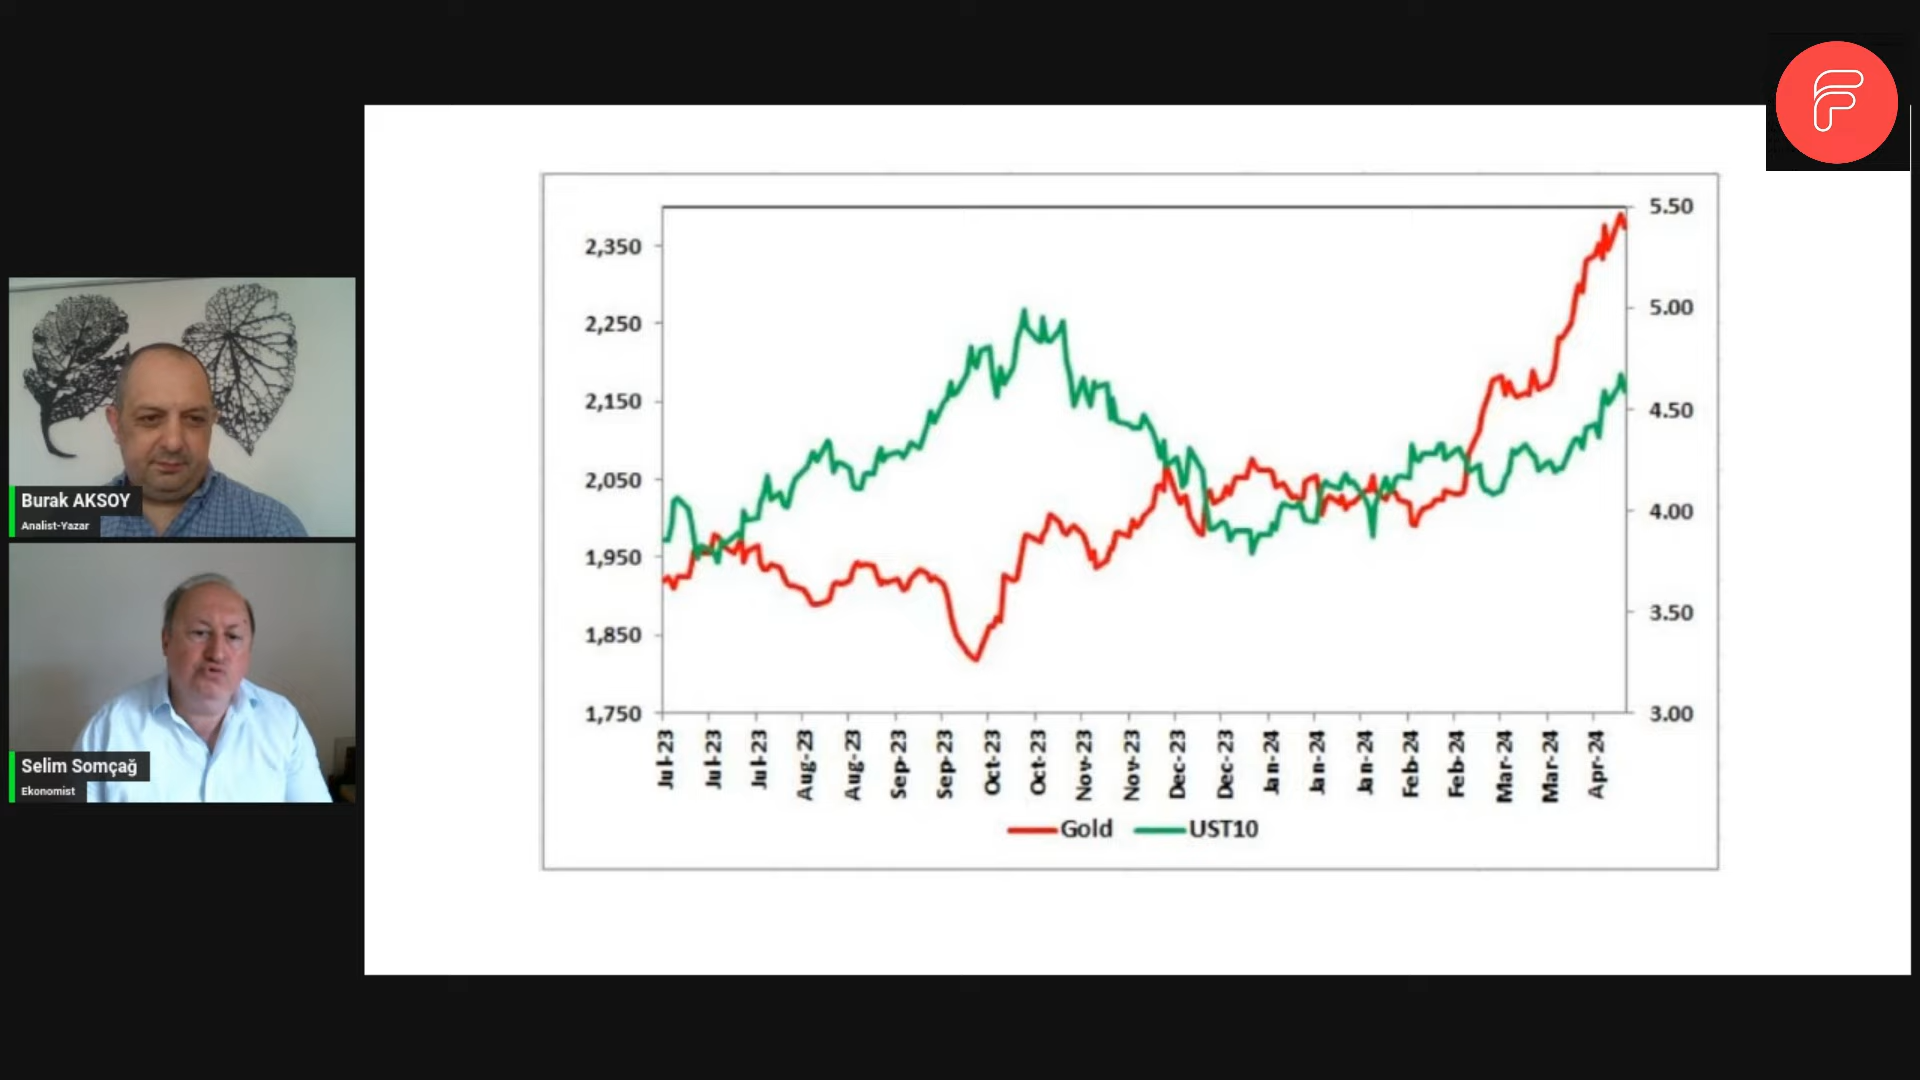 Burak AKSOY
Analist-Yazar
Selim Somçağ
Ekonomist
2,350
2,250
2,150
2,050
1,950
1,850
1,750
5.50
5.00
4.50
4.00
3.50
3.00
Jul-23
Jul-23
Jul-23
Aug-23
Aug-23
Sep-23
Sep-23
Oct-23
Oct-23
Nov-23
Nov-23
Dec-23
Dec-23
Jan-24
Jan-24
Jan-24
Feb-24
Feb-24
Mar-24
Mar-24
Apr-24
Gold
UST10
F